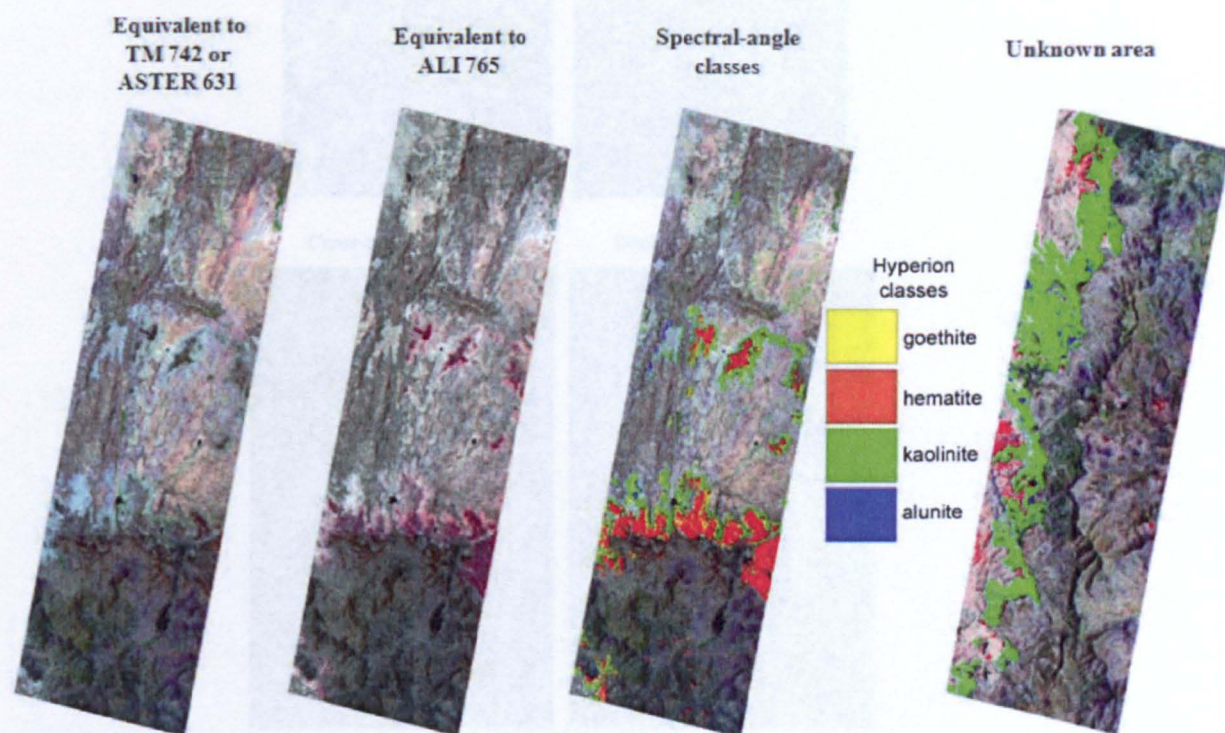 Equivalent to
TM 742 or
ASTER 631
Equivalent to
ALI 765
Spectral-angle
classes
Unknown area
Hyperion
classes
goethite
hematite
kaolinite
alunite